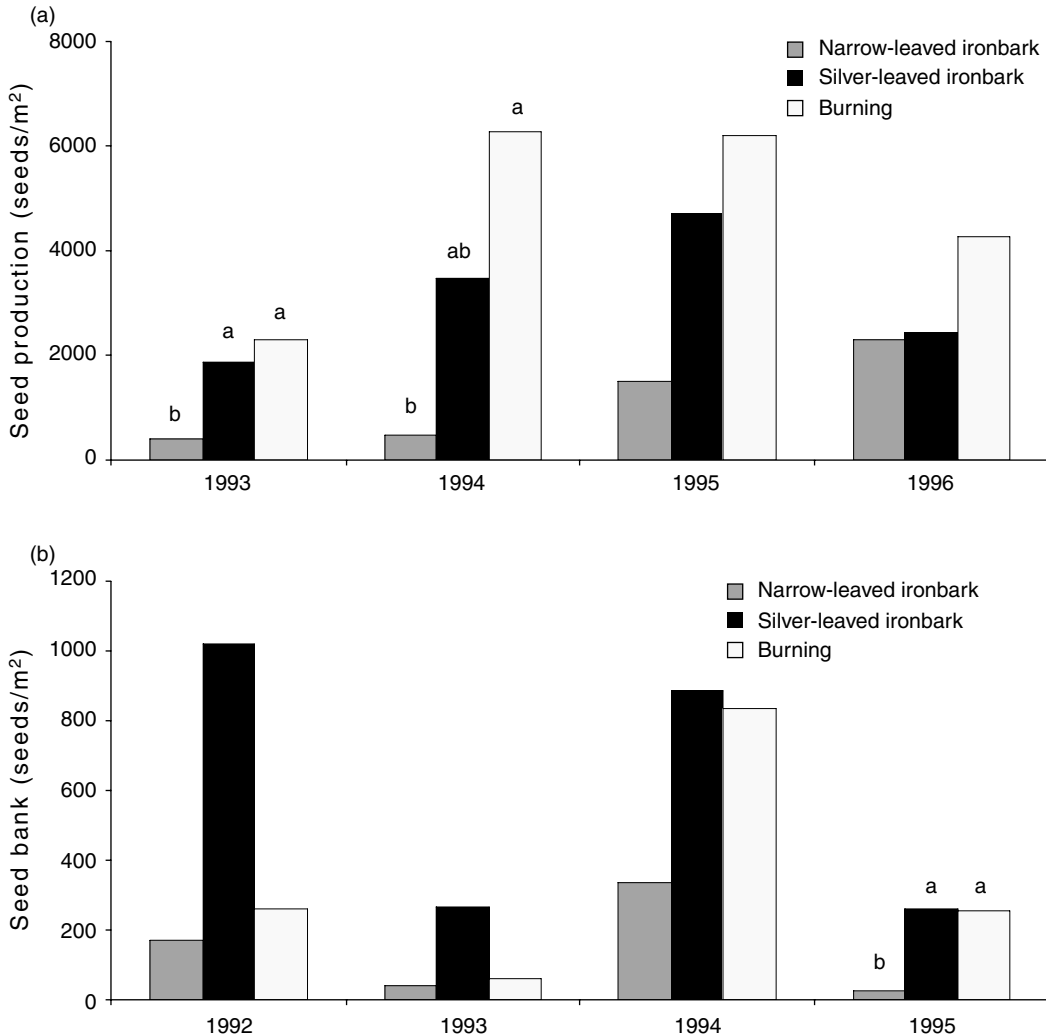 (a)
Seed production (seeds/m²)
8000
6000
4000
2000
0
Narrow-leaved ironbark
Silver-leaved ironbark
Burning
b
a
a
b
ab
a
1993
1994
1995
1996
(b)
Seed bank (seeds/m²)
1200
1000
800
600
400
200
0
Narrow-leaved ironbark
Silver-leaved ironbark
Burning
b
a
a
1992
1993
1994
1995